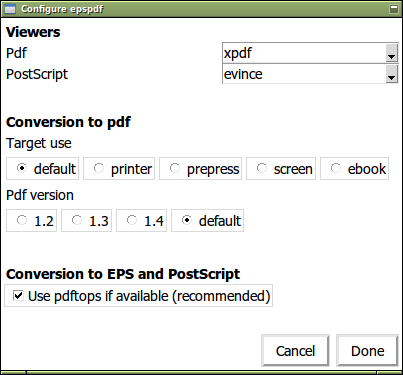 Configure epspdf
Viewers
Pdf xpdf
PostScript evince
Conversion to pdf
Target use
default printer prepress screen ebook
Pdf version
1.2 1.3 1.4 default
Conversion to EPS and PostScript
Use pdftops if available (recommended)
Cancel Done